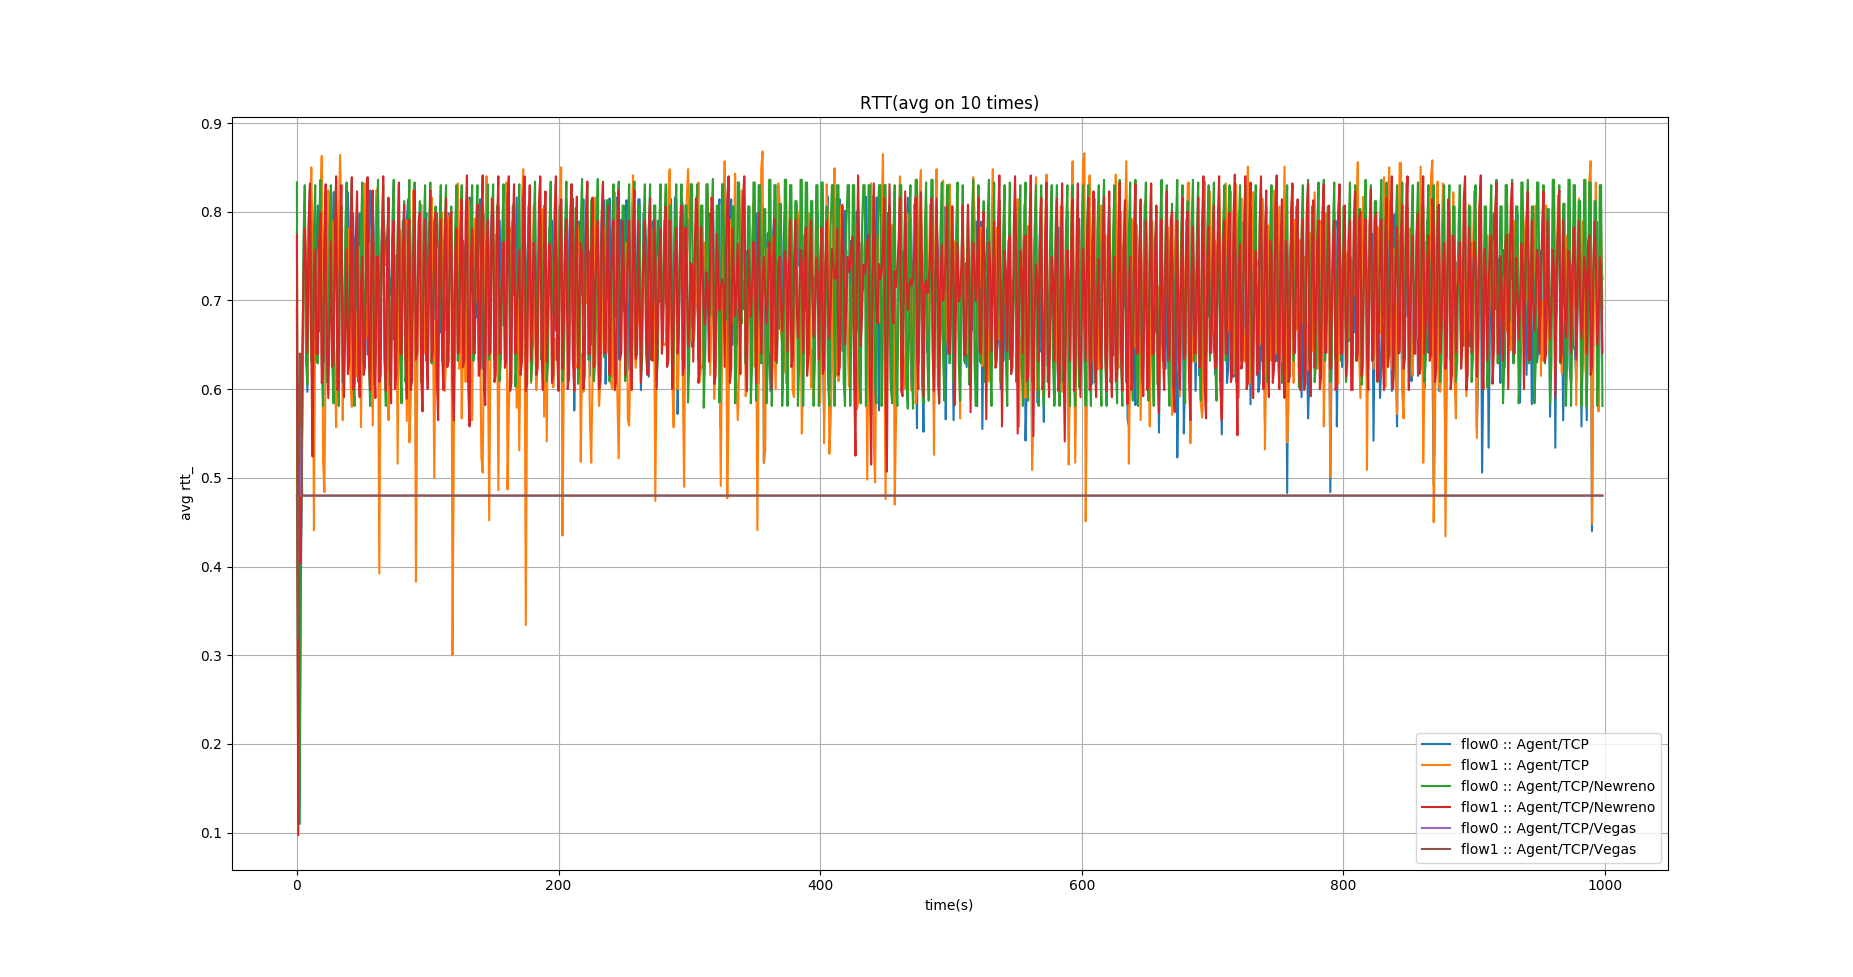 RTT(avg on 10 times)
0.9
0.8
0.7
0.6
0.5
0.4
0.3
0.2
0.1
avg rtt_
0 200 400 600 800 1000
time(s)
flow0 :: Agent/TCP
flow1 :: Agent/TCP
flow0 :: Agent/TCP/Newreno
flow1 :: Agent/TCP/Newreno
flow0 :: Agent/TCP/Vegas
flow1 :: Agent/TCP/Vegas